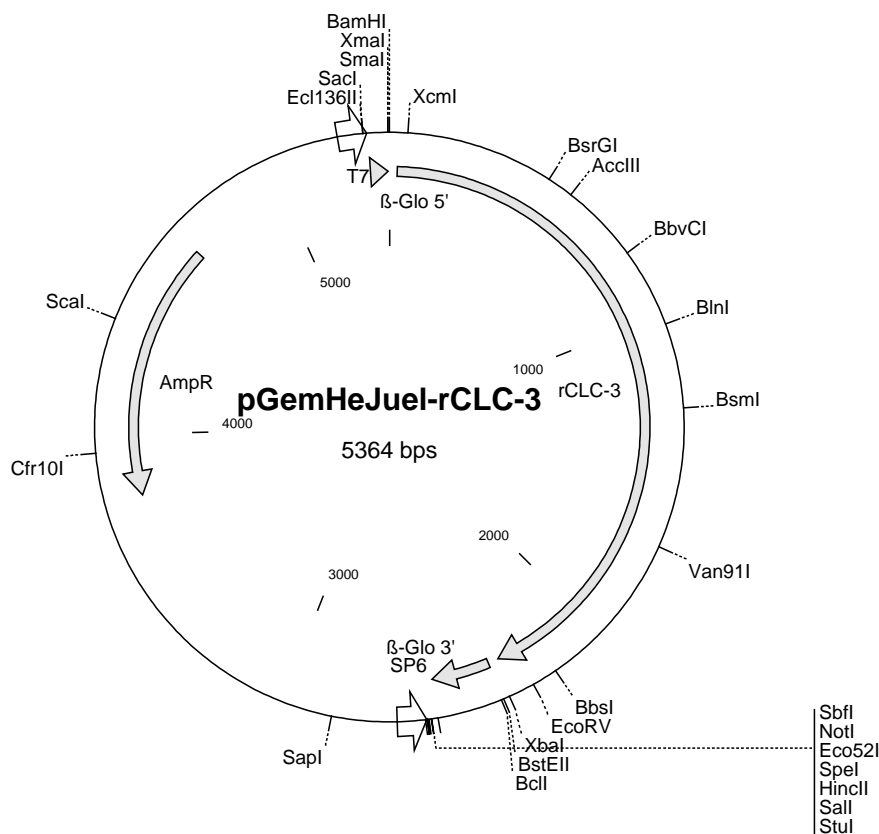 BamHI
XmaI
SmaI
SacI
Ecl136II
XcmI
BsrGI
AccIII
T7
ß-Glo 5'
BbvCI
5000
ScaI
BlnI
1000
AmpR
pGemHeJueI-rCLC-3
rCLC-3
BsmI
4000
5364 bps
Cfr10I
2000
Van91I
3000
ß-Glo 3'
SP6
BbsI
EcoRV
XbaI
SapI
BstEII
BclI
SbfI
NotI
Eco52I
SpeI
HincII
SalI
StuI